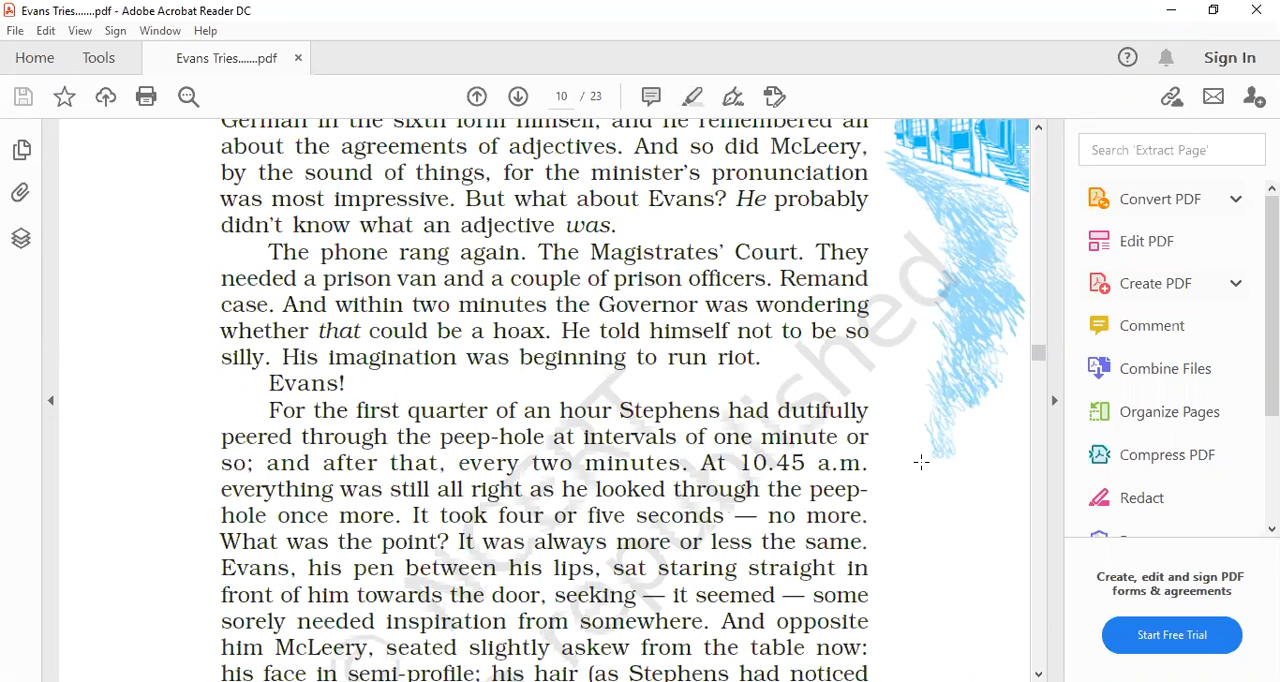 Evans Tries.......pdf - Adobe Acrobat Reader DC
File Edit View Sign Window Help
Home Tools Evans Tries.......pdf × Sign In
10 / 23
German in the sixth form himself, and he remembered all
about the agreements of adjectives. And so did McLeery,
by the sound of things, for the minister's pronunciation
was most impressive. But what about Evans? He probably
didn't know what an adjective was.
The phone rang again. The Magistrates' Court. They
needed a prison van and a couple of prison officers. Remand
case. And within two minutes the Governor was wondering
whether that could be a hoax. He told himself not to be so
silly. His imagination was beginning to run riot.
Evans!
For the first quarter of an hour Stephens had dutifully
peered through the peep-hole at intervals of one minute or
so; and after that, every two minutes. At 10.45 a.m.
everything was still all right as he looked through the peep-
hole once more. It took four or five seconds — no more.
What was the point? It was always more or less the same.
Evans, his pen between his lips, sat staring straight in
front of him towards the door, seeking — it seemed — some
sorely needed inspiration from somewhere. And opposite
him McLeery, seated slightly askew from the table now:
his face in semi-profile; his hair (as Stephens had noticed
© NCERT
republished
Search 'Extract Page'
Convert PDF
Edit PDF
Create PDF
Comment
Combine Files
Organize Pages
Compress PDF
Redact
Create, edit and sign PDF
forms & agreements
Start Free Trial